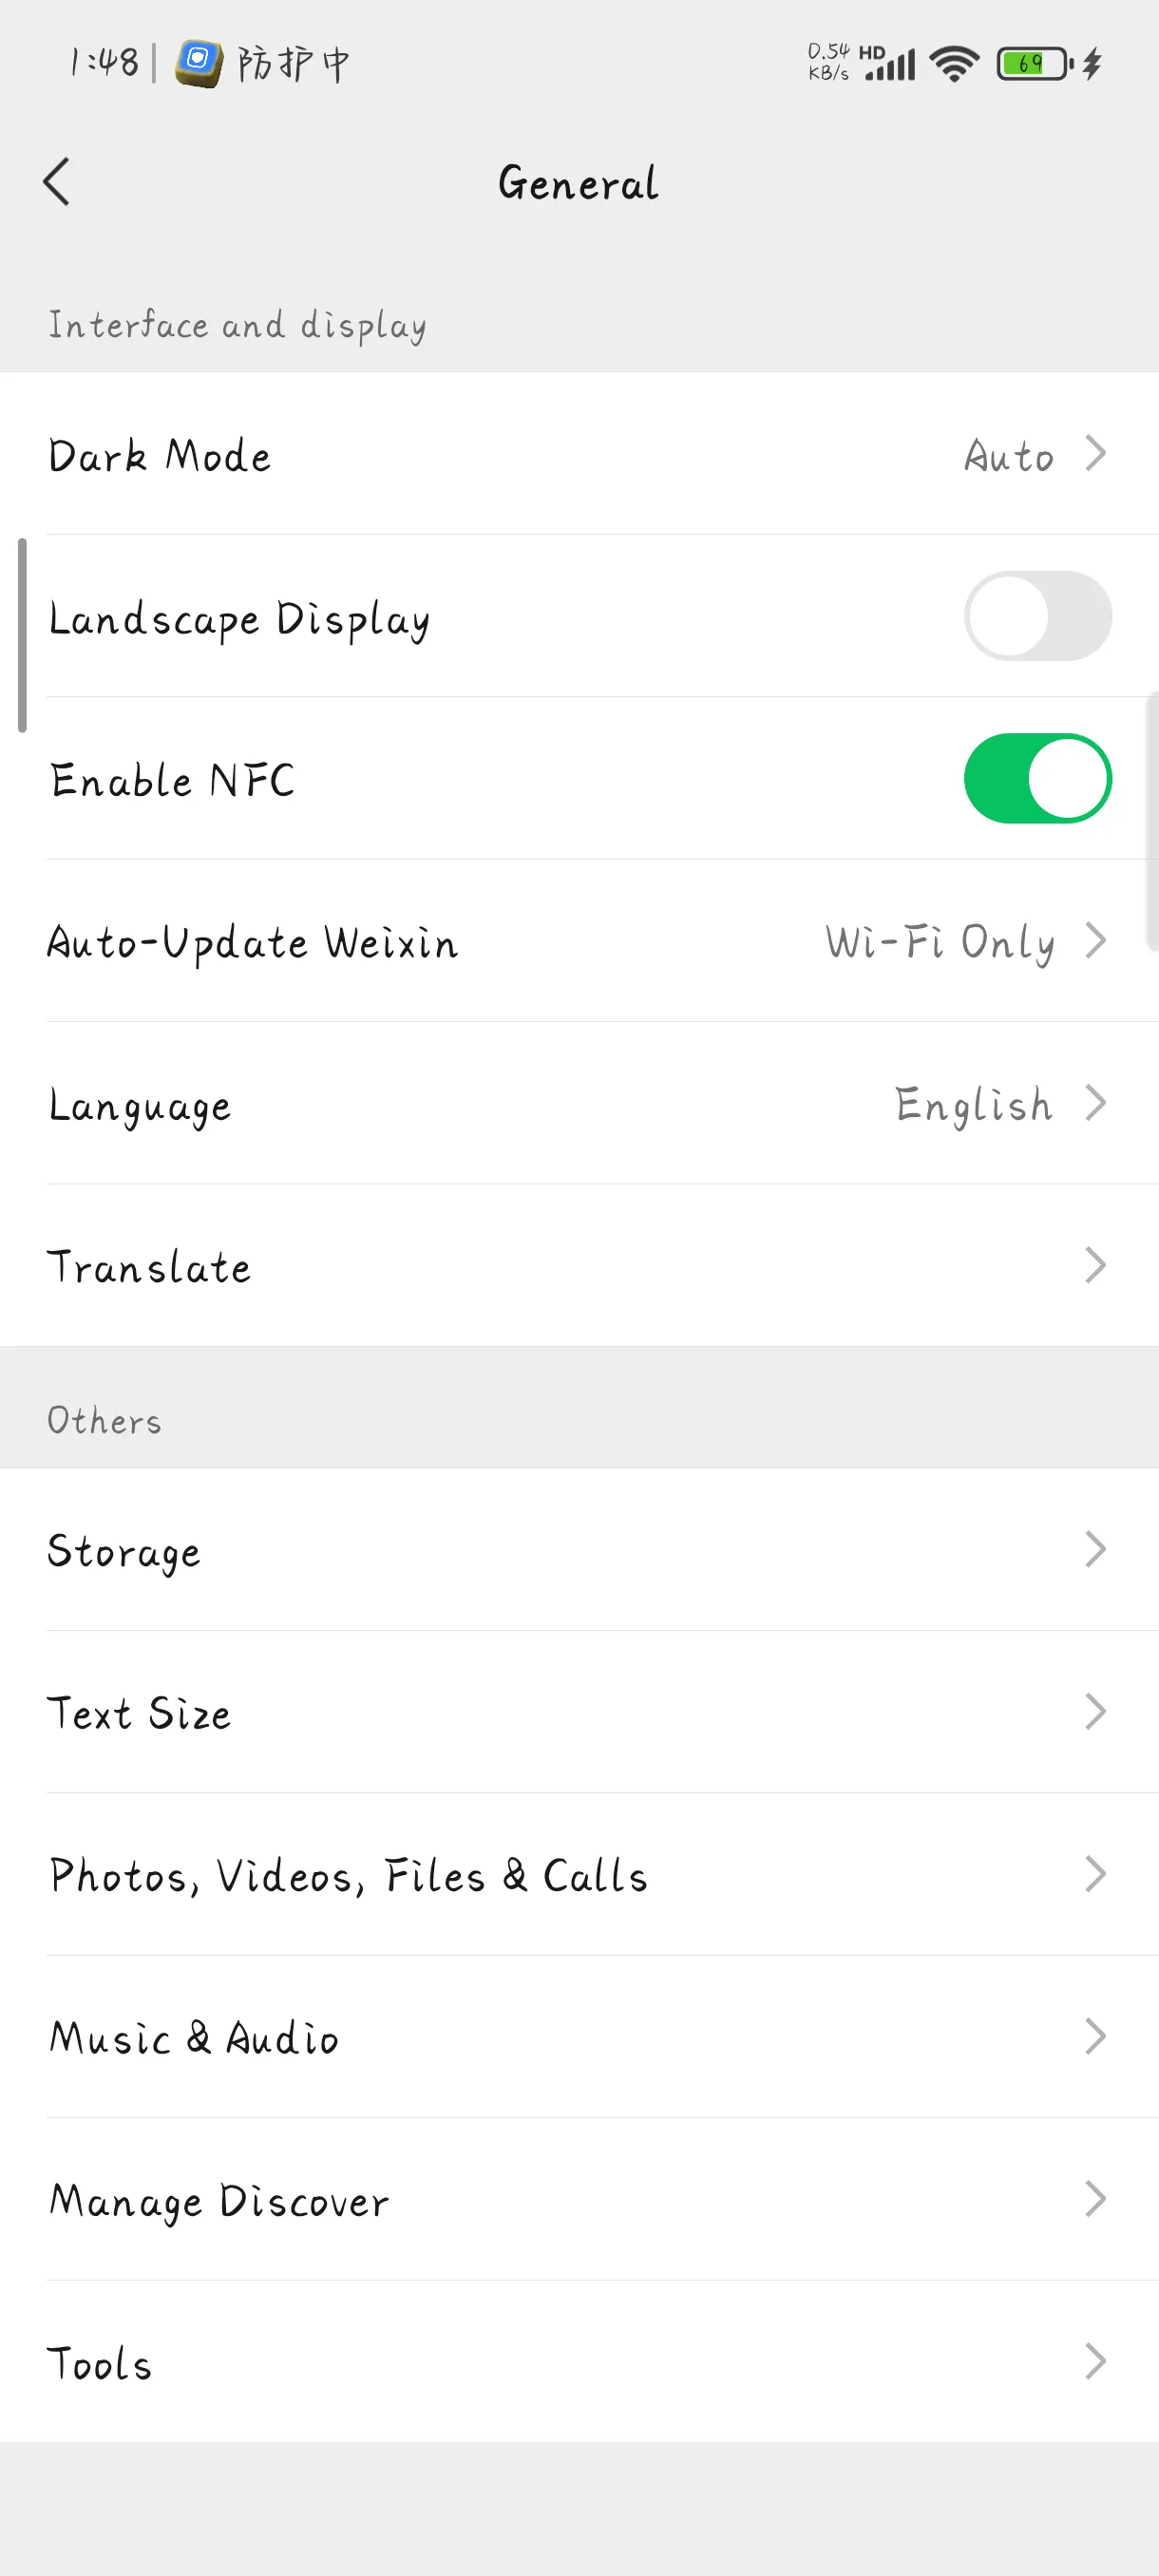 1:48 防护中 0.54 KB/s HD 69
General
Interface and display
Dark Mode Auto
Landscape Display
Enable NFC
Auto-Update Weixin Wi-Fi Only
Language English
Translate
Others
Storage
Text Size
Photos, Videos, Files & Calls
Music & Audio
Manage Discover
Tools